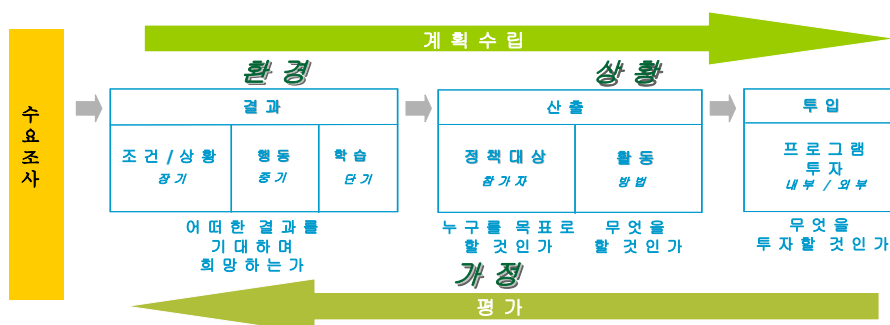 계획수립
환경
상황
수요조사
결과
산출
투입
조건/상황
장기
행동
중기
학습
단기
정책대상
참가자
활동
방법
프로그램
투자
내부/외부
어떠한 결과를
기대하며
희망하는가
누구를 목표로
할 것인가
무엇을
할 것인가
무엇을
투자할 것인가
가정
평가